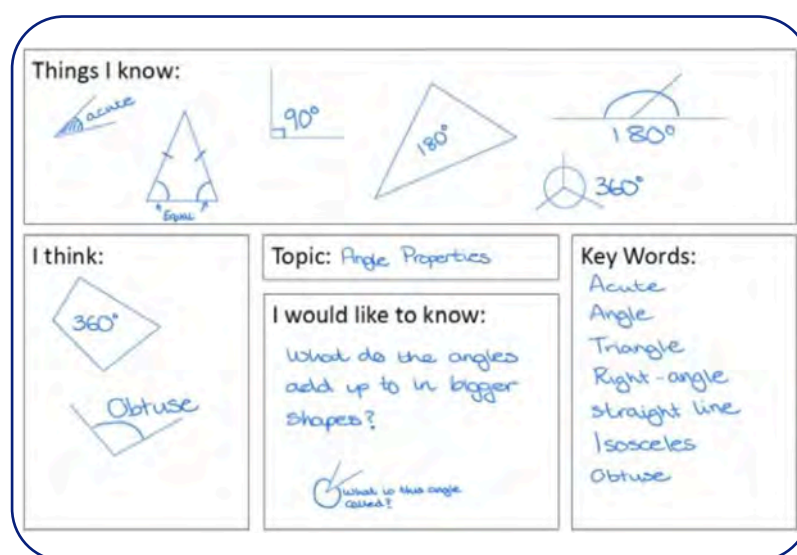 Things I know:
acute
Equal
90°
180°
180°
360°
I think:
360°
Obtuse
Topic: Angle Properties
I would like to know:
What do the angles
add up to in bigger
shapes?
What is this angle
called?
Key Words:
Acute
Angle
Triangle
Right-angle
straight line
Isosceles
Obtuse